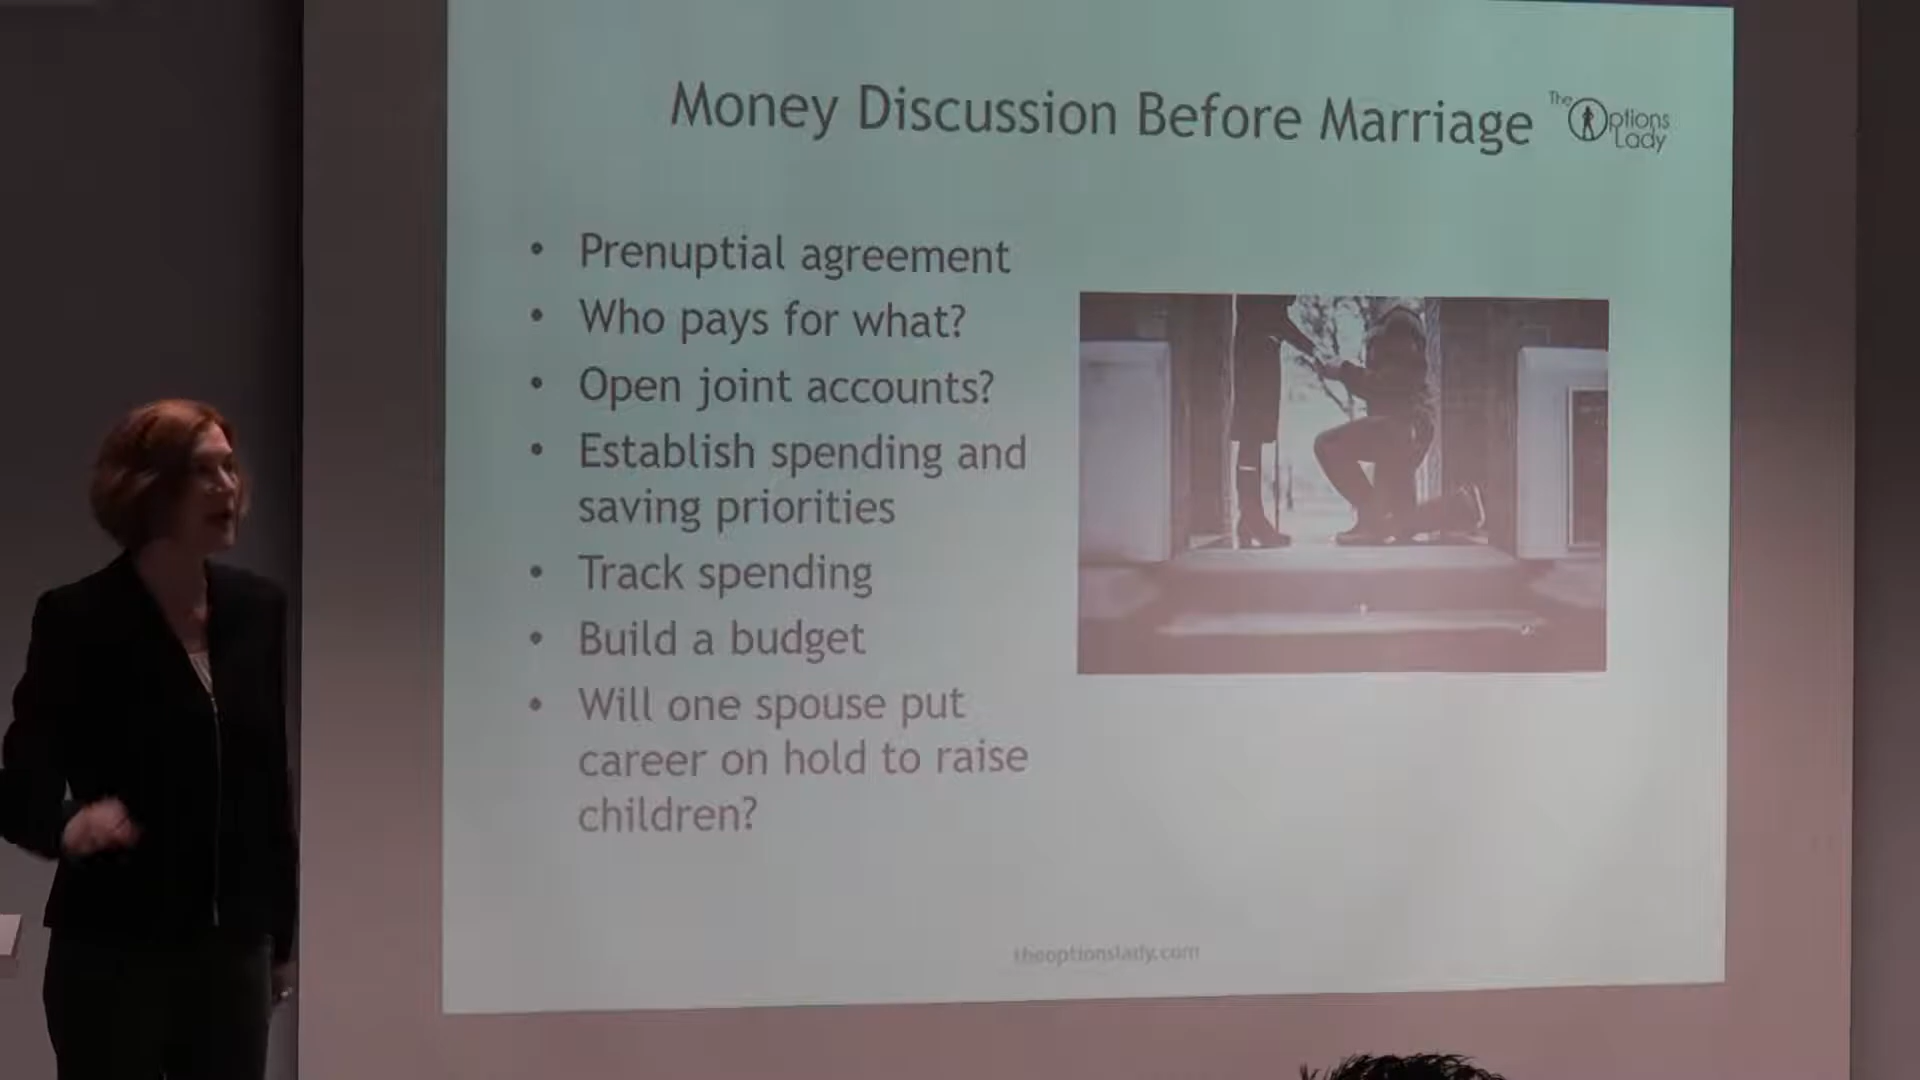 Money Discussion Before Marriage
The Options
Lady
• Prenuptial agreement
• Who pays for what?
• Open joint accounts?
• Establish spending and
saving priorities
• Track spending
• Build a budget
• Will one spouse put
career on hold to raise
children?
theoptionslady.com